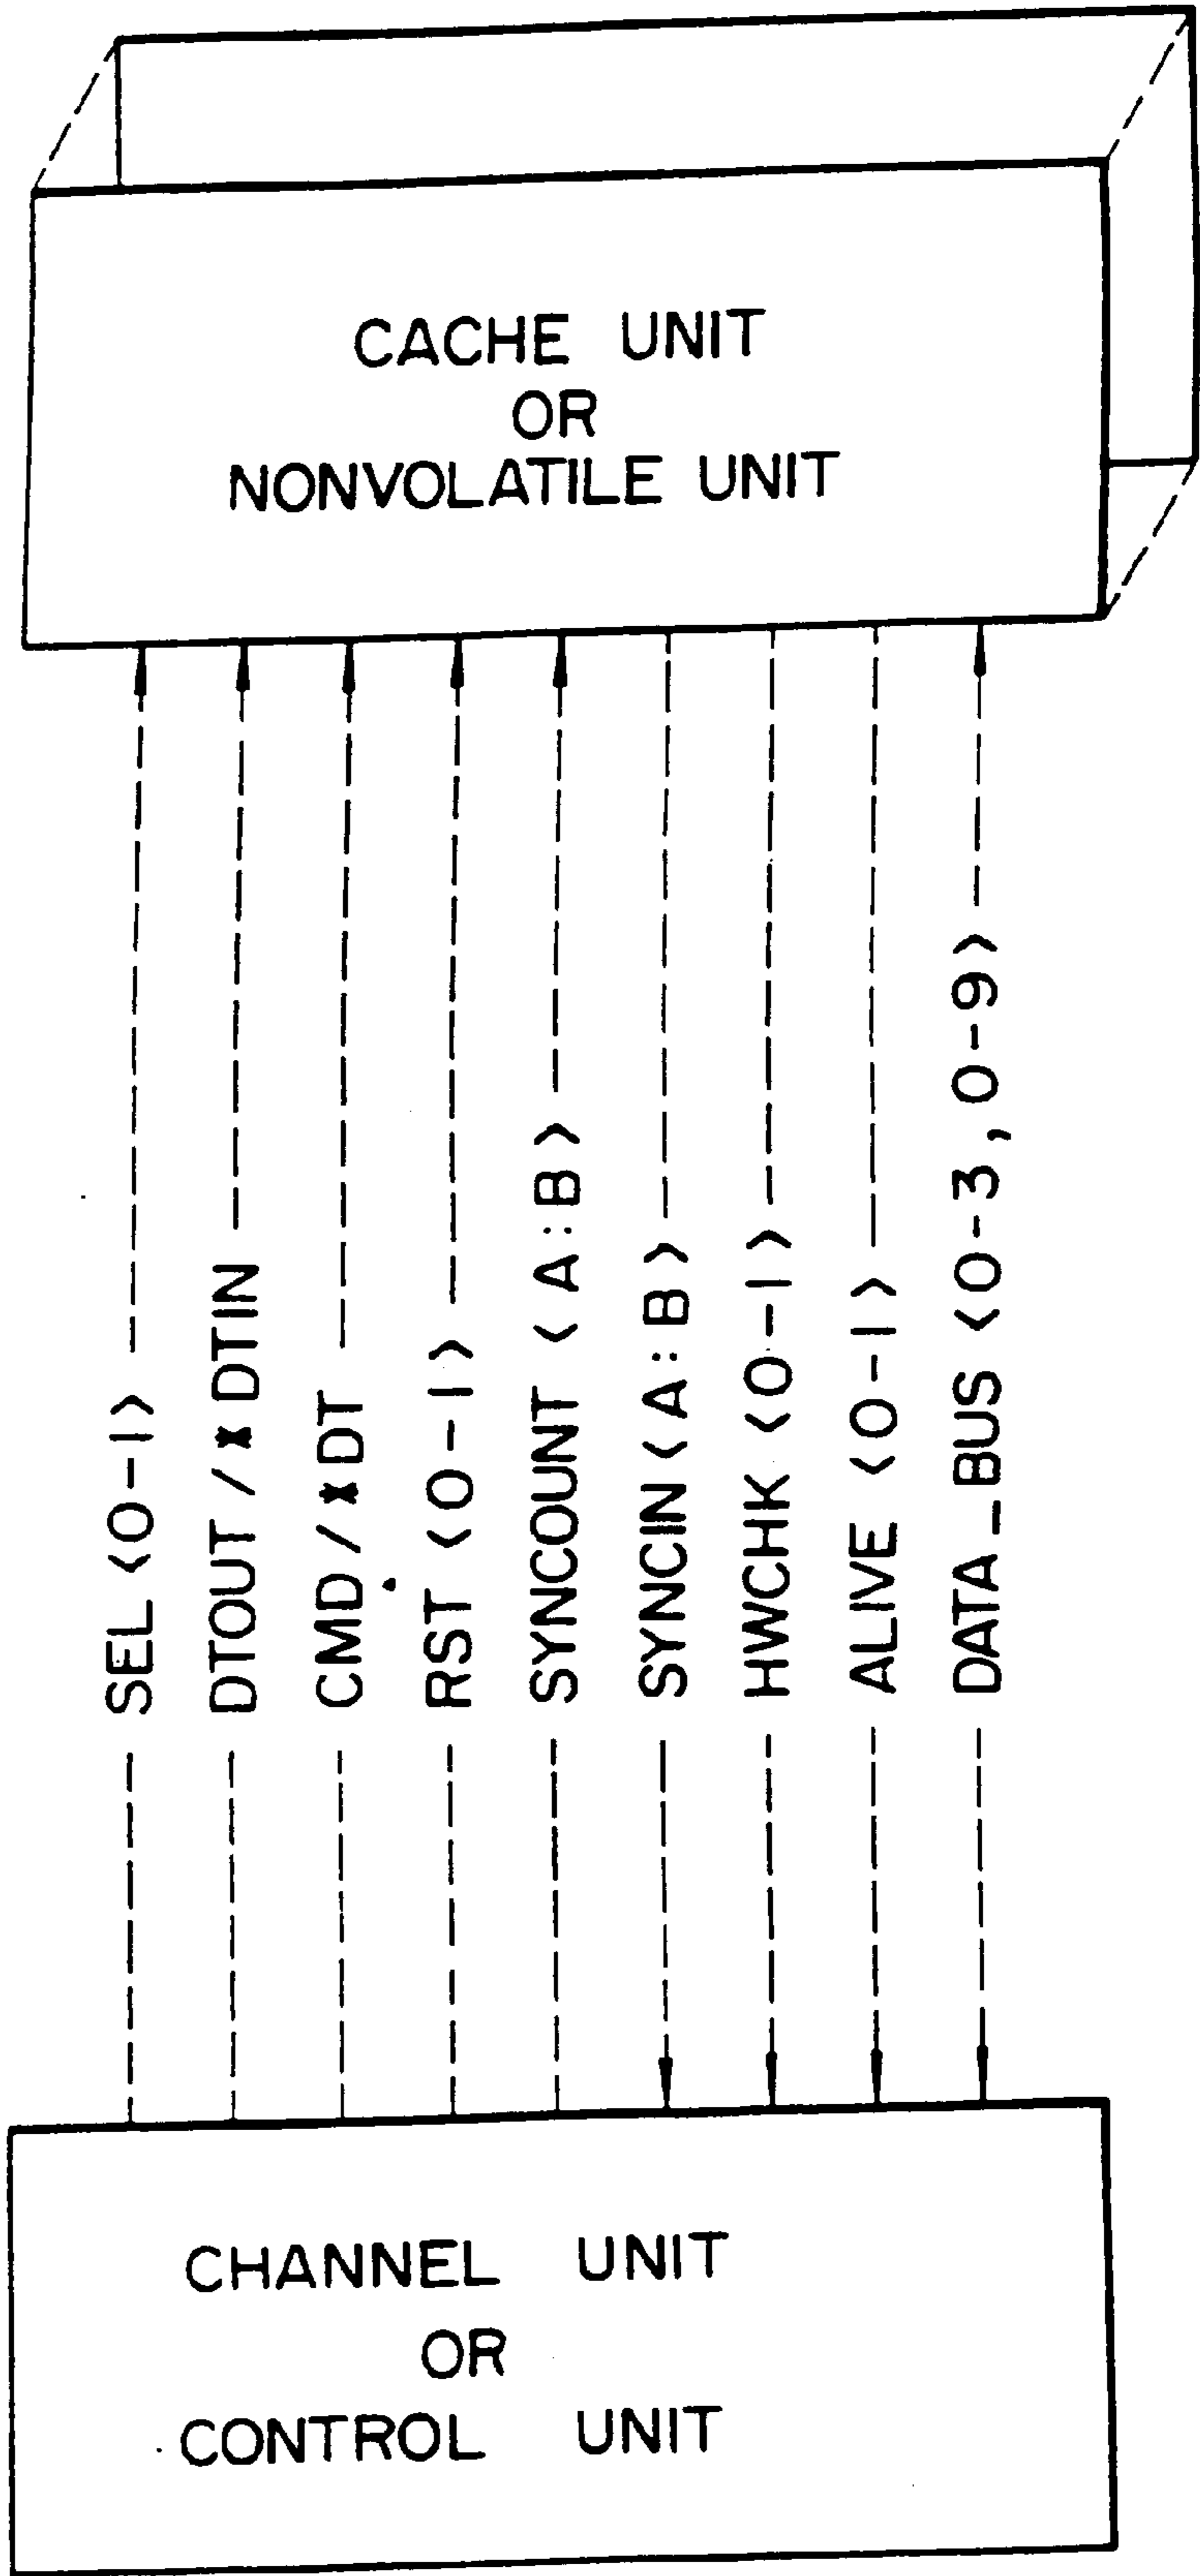 CACHE UNIT
OR
NONVOLATILE UNIT
SEL <0-1>
DTOUT / * DTIN
CMD / * DT
RST <0-1>
SYNCOUNT <A:B>
SYNCIN <A:B>
HWCHK <0-1>
ALIVE <0-1>
DATA_BUS <0-3,0-9>
CHANNEL UNIT
OR
CONTROL UNIT